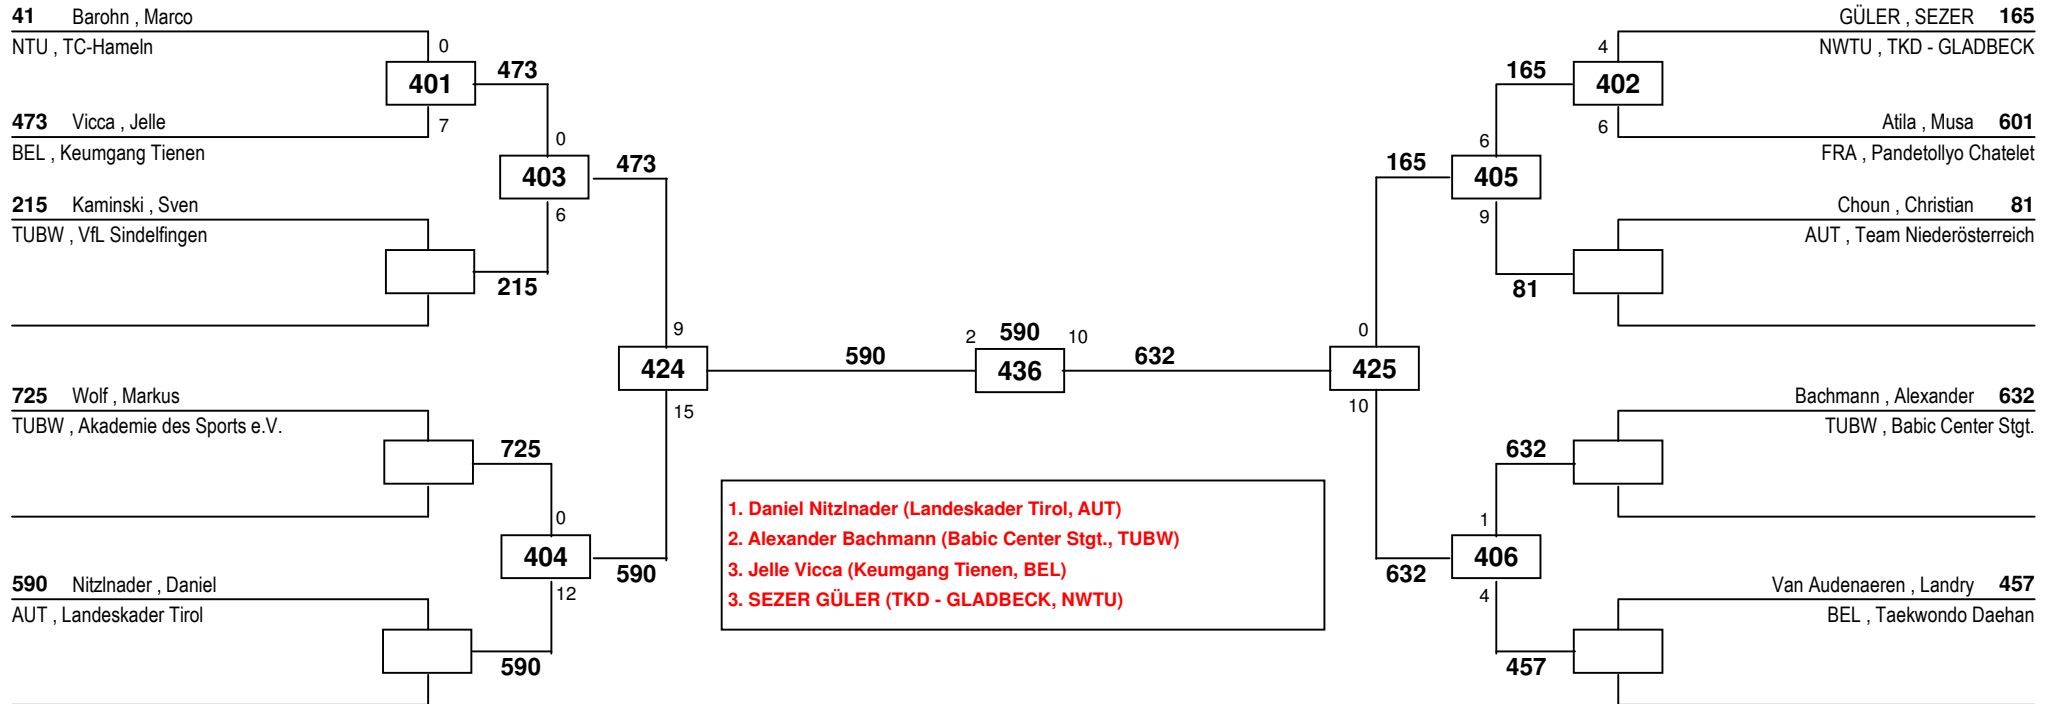 41 Barohn , Marco
NTU , TC-Hameln
0
401
473
7
473 Vicca , Jelle
BEL , Keumgang Tienen
0
403
473
6
215 Kaminski , Sven
TUBW , VfL Sindelfingen
215
9
424
590
15
725 Wolf , Markus
TUBW , Akademie des Sports e.V.
725
0
404
590
12
590 Nitzlnader , Daniel
AUT , Landeskader Tirol
590
2 590 10
436
632
GÜLER , SEZER 165
NWTU , TKD - GLADBECK
4
165
402
6
Atila , Musa 601
FRA , Pandetollyo Chatelet
6
165
405
9
Choun , Christian 81
AUT , Team Niederösterreich
81
0
425
10
Bachmann , Alexander 632
TUBW , Babic Center Stgt.
632
1
406
632
4
Van Audenaeren , Landry 457
BEL , Taekwondo Daehan
457
1. Daniel Nitzlnader (Landeskader Tirol, AUT)
2. Alexander Bachmann (Babic Center Stgt., TUBW)
3. Jelle Vicca (Keumgang Tienen, BEL)
3. SEZER GÜLER (TKD - GLADBECK, NWTU)